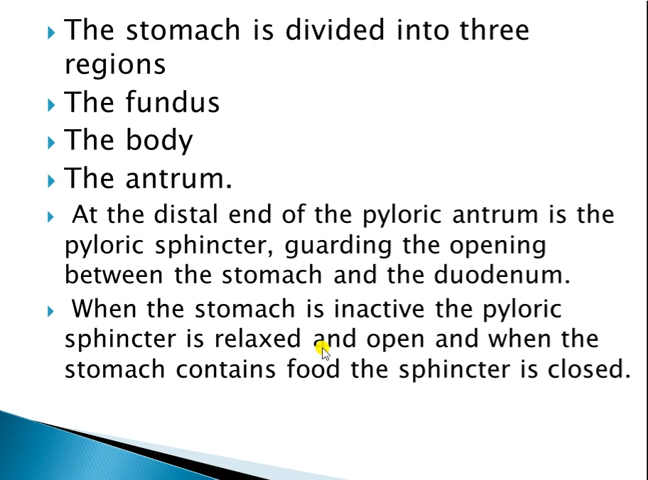 The stomach is divided into three
regions
The fundus
The body
The antrum.
At the distal end of the pyloric antrum is the
pyloric sphincter, guarding the opening
between the stomach and the duodenum.
When the stomach is inactive the pyloric
sphincter is relaxed and open and when the
stomach contains food the sphincter is closed.